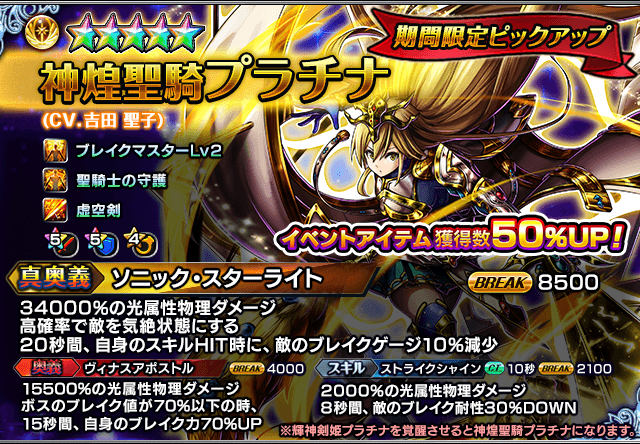 期間限定ピックアップ
神煌聖騎プラチナ
(CV.吉田 聖子)
ブレイクマスターLv2
聖騎士の守護
虚空剣
5 5 4
イベントアイテム獲得数50%UP!
真奥義 ソニック・スターライト BREAK 8500
34000%の光属性物理ダメージ
高確率で敵を気絶状態にする
20秒間、自身のスキルHIT時に、敵のブレイクゲージ10%減少
奥義 ヴィナスアポストル BREAK 4000
15500%の光属性物理ダメージ
ボスのブレイク値が70%以下の時、
15秒間、自身のブレイク力70%UP
スキル ストライクシャイン C.T. 10秒 BREAK 2100
2000%の光属性物理ダメージ
8秒間、敵のブレイク耐性30%DOWN
※輝神剣姫プラチナを覚醒させると神煌聖騎プラチナになります。